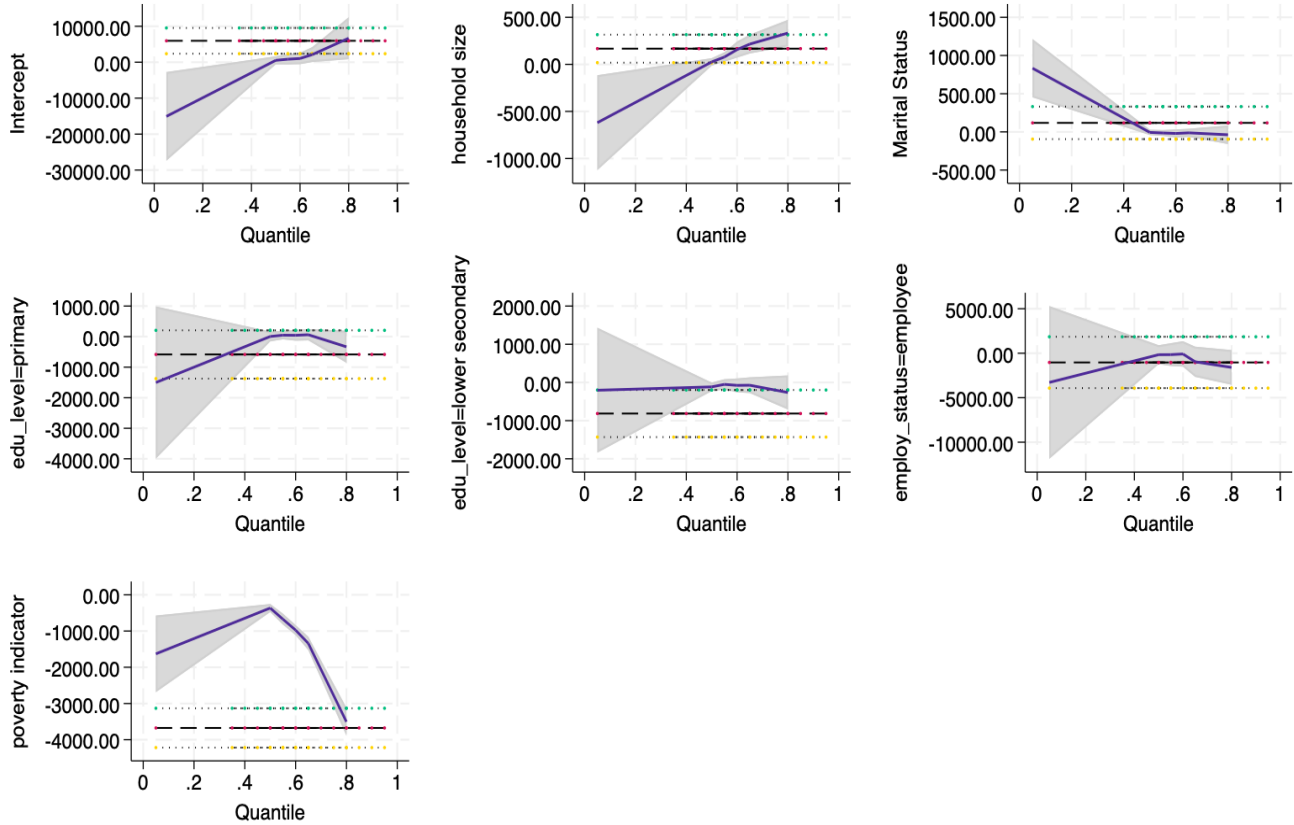 Intercept
10000.00
0.00
-10000.00
-20000.00
-30000.00
0 .2 .4 .6 .8 1
Quantile
household size
500.00
0.00
-500.00
-1000.00
0 .2 .4 .6 .8 1
Quantile
Marital Status
1500.00
1000.00
500.00
0.00
-500.00
0 .2 .4 .6 .8 1
Quantile
edu_level=primary
1000.00
0.00
-1000.00
-2000.00
-3000.00
-4000.00
0 .2 .4 .6 .8 1
Quantile
edu_level=lower secondary
2000.00
1000.00
0.00
-1000.00
-2000.00
0 .2 .4 .6 .8 1
Quantile
employ_status=employee
5000.00
0.00
-5000.00
-10000.00
0 .2 .4 .6 .8 1
Quantile
poverty indicator
0.00
-1000.00
-2000.00
-3000.00
-4000.00
0 .2 .4 .6 .8 1
Quantile